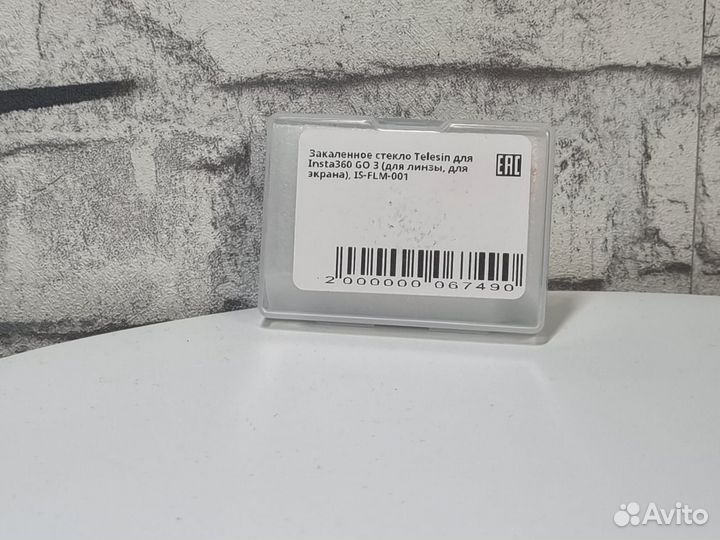 Закаленное стекло Telesin для
Insta360 GO 3 (для линзы, для
экрана), IS-FLM-001
EAC
2 000000 067490
Avito